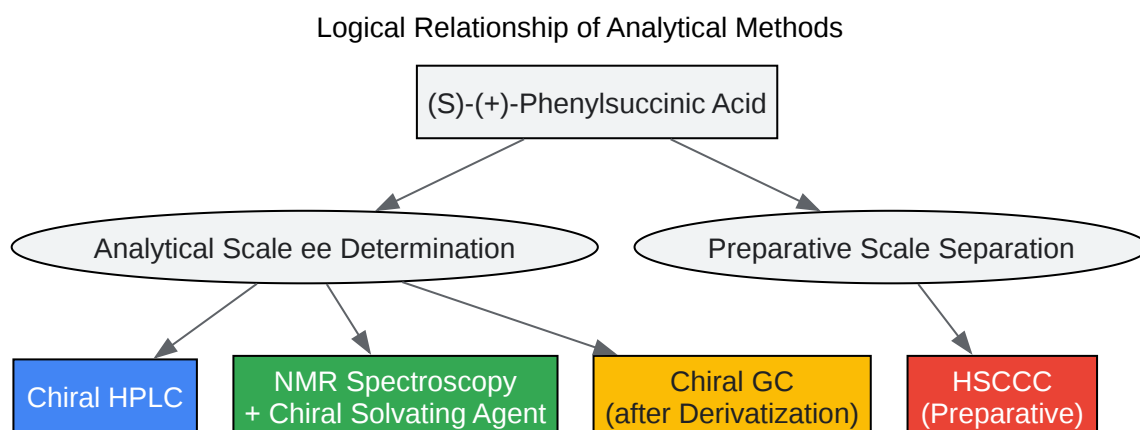 Logical Relationship of Analytical Methods
(S)-(+)-Phenylsuccinic Acid
Analytical Scale ee Determination
Preparative Scale Separation
Chiral HPLC
NMR Spectroscopy
+ Chiral Solvating Agent
Chiral GC
(after Derivatization)
HSCCC
(Preparative)